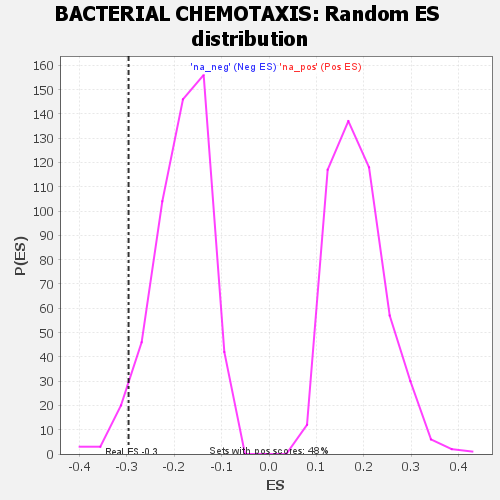 BACTERIAL CHEMOTAXIS: Random ES
distribution
'na_neg' (Neg ES) 'na_pos' (Pos ES)
160
150
140
130
120
110
100
90
80
70
60
50
40
30
20
10
0
P(ES)
Real ES -0.3
Sets with pos scores: 48%
-0.4 -0.3 -0.2 -0.1 0.0 0.1 0.2 0.3 0.4
ES